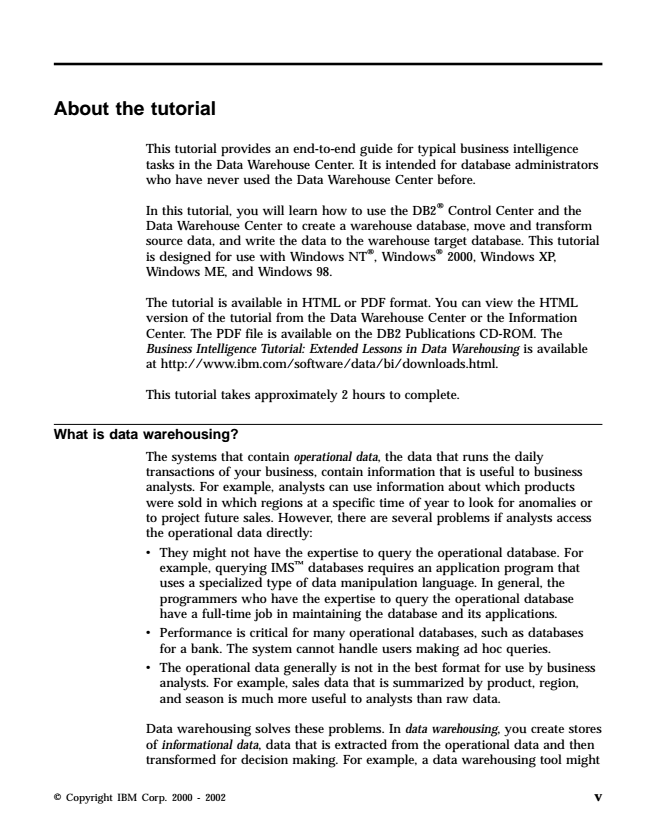 About the tutorial
This tutorial provides an end-to-end guide for typical business intelligence
tasks in the Data Warehouse Center. It is intended for database administrators
who have never used the Data Warehouse Center before.
In this tutorial, you will learn how to use the DB2® Control Center and the
Data Warehouse Center to create a warehouse database, move and transform
source data, and write the data to the warehouse target database. This tutorial
is designed for use with Windows NT®, Windows® 2000, Windows XP,
Windows ME, and Windows 98.
The tutorial is available in HTML or PDF format. You can view the HTML
version of the tutorial from the Data Warehouse Center or the Information
Center. The PDF file is available on the DB2 Publications CD-ROM. The
Business Intelligence Tutorial: Extended Lessons in Data Warehousing is available
at http://www.ibm.com/software/data/bi/downloads.html.
This tutorial takes approximately 2 hours to complete.
What is data warehousing?
The systems that contain operational data, the data that runs the daily
transactions of your business, contain information that is useful to business
analysts. For example, analysts can use information about which products
were sold in which regions at a specific time of year to look for anomalies or
to project future sales. However, there are several problems if analysts access
the operational data directly:
• They might not have the expertise to query the operational database. For
example, querying IMS™ databases requires an application program that
uses a specialized type of data manipulation language. In general, the
programmers who have the expertise to query the operational database
have a full-time job in maintaining the database and its applications.
• Performance is critical for many operational databases, such as databases
for a bank. The system cannot handle users making ad hoc queries.
• The operational data generally is not in the best format for use by business
analysts. For example, sales data that is summarized by product, region,
and season is much more useful to analysts than raw data.
Data warehousing solves these problems. In data warehousing, you create stores
of informational data, data that is extracted from the operational data and then
transformed for decision making. For example, a data warehousing tool might
© Copyright IBM Corp. 2000 - 2002 v